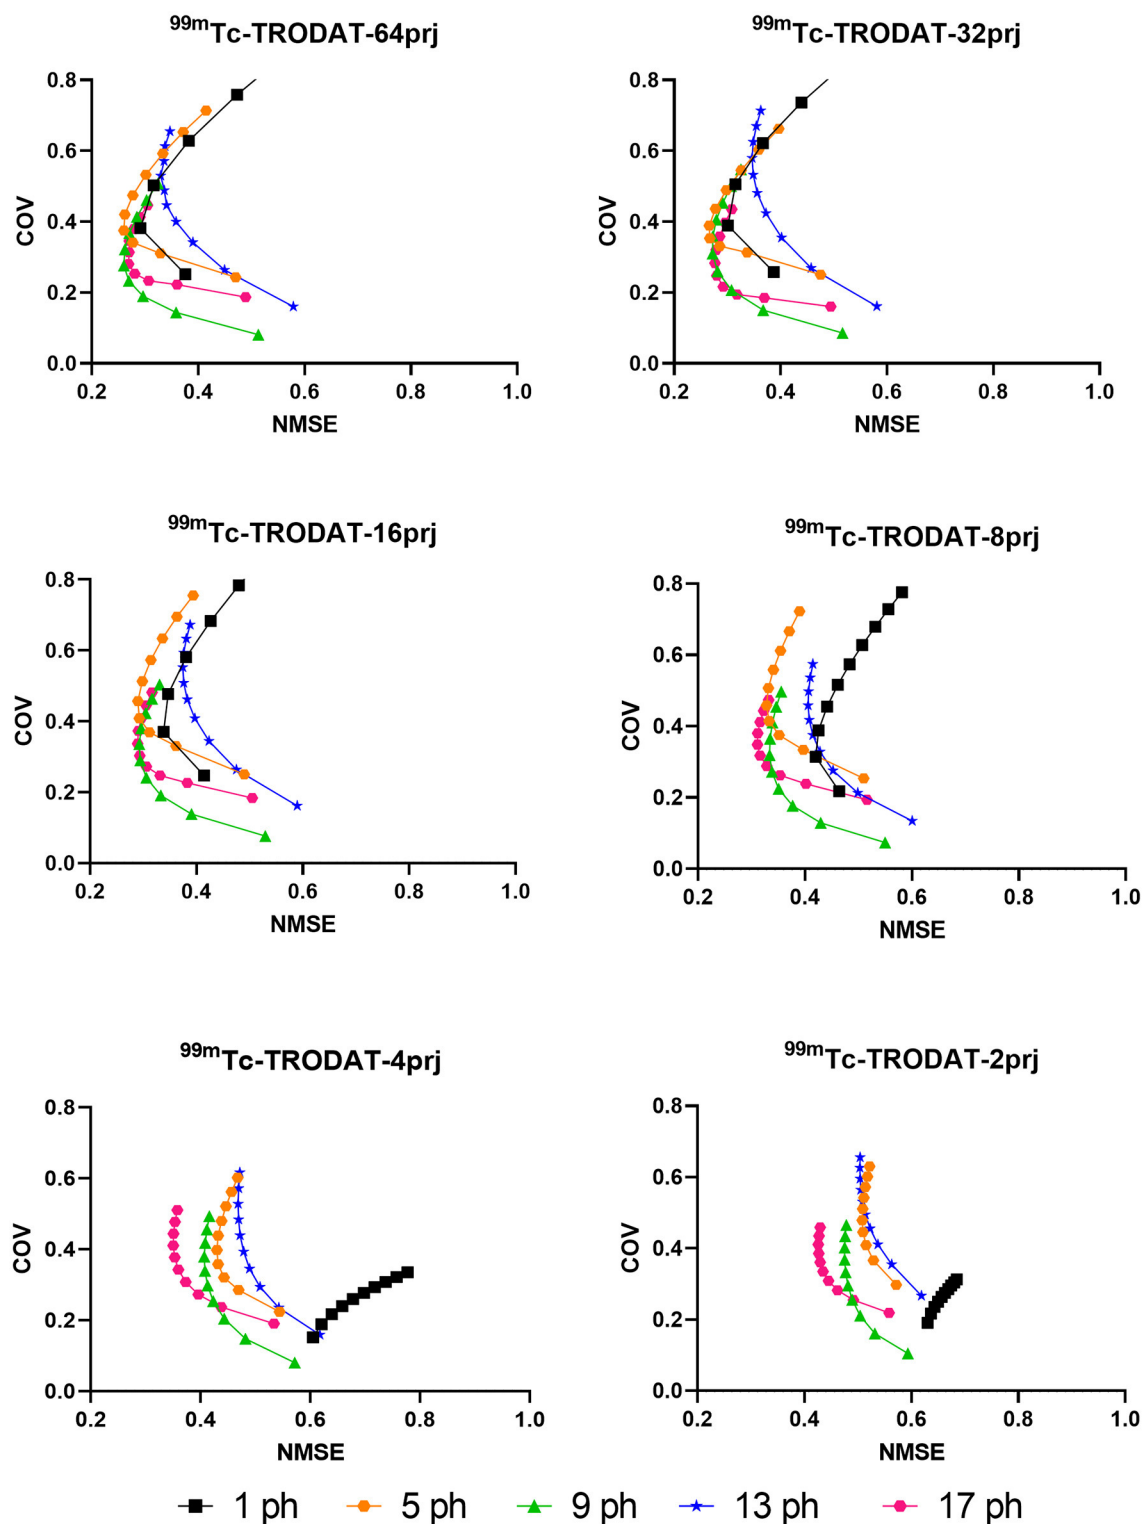 99mTc-TRODAT-64prj
COV
0.8
0.6
0.4
0.2
0.0
0.2 0.4 0.6 0.8 1.0
NMSE
99mTc-TRODAT-32prj
COV
0.8
0.6
0.4
0.2
0.0
0.2 0.4 0.6 0.8 1.0
NMSE
99mTc-TRODAT-16prj
COV
0.8
0.6
0.4
0.2
0.0
0.2 0.4 0.6 0.8 1.0
NMSE
99mTc-TRODAT-8prj
COV
0.8
0.6
0.4
0.2
0.0
0.2 0.4 0.6 0.8 1.0
NMSE
99mTc-TRODAT-4prj
COV
0.8
0.6
0.4
0.2
0.0
0.2 0.4 0.6 0.8 1.0
NMSE
99mTc-TRODAT-2prj
COV
0.8
0.6
0.4
0.2
0.0
0.2 0.4 0.6 0.8 1.0
NMSE
1 ph 5 ph 9 ph 13 ph 17 ph